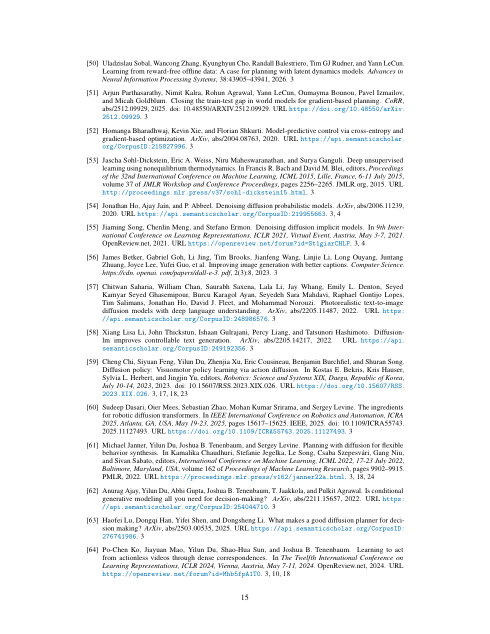 [50] Uladzislau Sobal, Wancong Zhang, Kyunghyun Cho, Randall Balestriero, Tim GJ Rudner, and Yann LeCun.
Learning from reward-free offline data: A case for planning with latent dynamics models. Advances in
Neural Information Processing Systems, 38:43905–43941, 2026. 3
[51] Arjun Parthasarathy, Nimit Kalra, Rohun Agrawal, Yann LeCun, Oumayma Bounou, Pavel Izmailov,
and Micah Goldblum. Closing the train-test gap in world models for gradient-based planning. CoRR,
abs/2512.09929, 2025. doi: 10.48550/ARXIV.2512.09929. URL https://doi.org/10.48550/arXiv.
2512.09929. 3
[52] Homanga Bharadhwaj, Kevin Xie, and Florian Shkurti. Model-predictive control via cross-entropy and
gradient-based optimization. ArXiv, abs/2004.08763, 2020. URL https://api.semanticscholar.
org/CorpusID:215827996. 3
[53] Jascha Sohl-Dickstein, Eric A. Weiss, Niru Maheswaranathan, and Surya Ganguli. Deep unsupervised
learning using nonequilibrium thermodynamics. In Francis R. Bach and David M. Blei, editors, Proceedings
of the 32nd International Conference on Machine Learning, ICML 2015, Lille, France, 6-11 July 2015,
volume 37 of JMLR Workshop and Conference Proceedings, pages 2256–2265. JMLR.org, 2015. URL
http://proceedings.mlr.press/v37/sohl-dickstein15.html. 3
[54] Jonathan Ho, Ajay Jain, and P. Abbeel. Denoising diffusion probabilistic models. ArXiv, abs/2006.11239,
2020. URL https://api.semanticscholar.org/CorpusID:219955663. 3, 4
[55] Jiaming Song, Chenlin Meng, and Stefano Ermon. Denoising diffusion implicit models. In 9th Inter-
national Conference on Learning Representations, ICLR 2021, Virtual Event, Austria, May 3-7, 2021.
OpenReview.net, 2021. URL https://openreview.net/forum?id=St1giarCHLP. 3, 4
[56] James Betker, Gabriel Goh, Li Jing, Tim Brooks, Jianfeng Wang, Linjie Li, Long Ouyang, Juntang
Zhuang, Joyce Lee, Yufei Guo, et al. Improving image generation with better captions. Computer Science.
https://cdn. openai. com/papers/dall-e-3. pdf, 2(3):8, 2023. 3
[57] Chitwan Saharia, William Chan, Saurabh Saxena, Lala Li, Jay Whang, Emily L. Denton, Seyed
Kamyar Seyed Ghasemipour, Burcu Karagol Ayan, Seyedeh Sara Mahdavi, Raphael Gontijo Lopes,
Tim Salimans, Jonathan Ho, David J. Fleet, and Mohammad Norouzi. Photorealistic text-to-image
diffusion models with deep language understanding. ArXiv, abs/2205.11487, 2022. URL https:
//api.semanticscholar.org/CorpusID:248986576. 3
[58] Xiang Lisa Li, John Thickstun, Ishaan Gulrajani, Percy Liang, and Tatsunori Hashimoto. Diffusion-
lm improves controllable text generation. ArXiv, abs/2205.14217, 2022. URL https://api.
semanticscholar.org/CorpusID:249192356. 3
[59] Cheng Chi, Siyuan Feng, Yilun Du, Zhenjia Xu, Eric Cousineau, Benjamin Burchfiel, and Shuran Song.
Diffusion policy: Visuomotor policy learning via action diffusion. In Kostas E. Bekris, Kris Hauser,
Sylvia L. Herbert, and Jingjin Yu, editors, Robotics: Science and Systems XIX, Daegu, Republic of Korea,
July 10-14, 2023, 2023. doi: 10.15607/RSS.2023.XIX.026. URL https://doi.org/10.15607/RSS.
2023.XIX.026. 3, 17, 18, 23
[60] Sudeep Dasari, Oier Mees, Sebastian Zhao, Mohan Kumar Srirama, and Sergey Levine. The ingredients
for robotic diffusion transformers. In IEEE International Conference on Robotics and Automation, ICRA
2025, Atlanta, GA, USA, May 19-23, 2025, pages 15617–15625. IEEE, 2025. doi: 10.1109/ICRA55743.
2025.11127493. URL https://doi.org/10.1109/ICRA55743.2025.11127493. 3
[61] Michael Janner, Yilun Du, Joshua B. Tenenbaum, and Sergey Levine. Planning with diffusion for flexible
behavior synthesis. In Kamalika Chaudhuri, Stefanie Jegelka, Le Song, Csaba Szepesvári, Gang Niu,
and Sivan Sabato, editors, International Conference on Machine Learning, ICML 2022, 17-23 July 2022,
Baltimore, Maryland, USA, volume 162 of Proceedings of Machine Learning Research, pages 9902–9915.
PMLR, 2022. URL https://proceedings.mlr.press/v162/janner22a.html. 3, 18, 24
[62] Anurag Ajay, Yilun Du, Abhi Gupta, Joshua B. Tenenbaum, T. Jaakkola, and Pulkit Agrawal. Is conditional
generative modeling all you need for decision-making? ArXiv, abs/2211.15657, 2022. URL https:
//api.semanticscholar.org/CorpusID:254044710. 3
[63] Haofei Lu, Dongqi Han, Yifei Shen, and Dongsheng Li. What makes a good diffusion planner for deci-
sion making? ArXiv, abs/2503.00535, 2025. URL https://api.semanticscholar.org/CorpusID:
276741986. 3
[64] Po-Chen Ko, Jiayuan Mao, Yilun Du, Shao-Hua Sun, and Joshua B. Tenenbaum. Learning to act
from actionless videos through dense correspondences. In The Twelfth International Conference on
Learning Representations, ICLR 2024, Vienna, Austria, May 7-11, 2024. OpenReview.net, 2024. URL
https://openreview.net/forum?id=Mhb5fpA1T0. 3, 10, 18
15